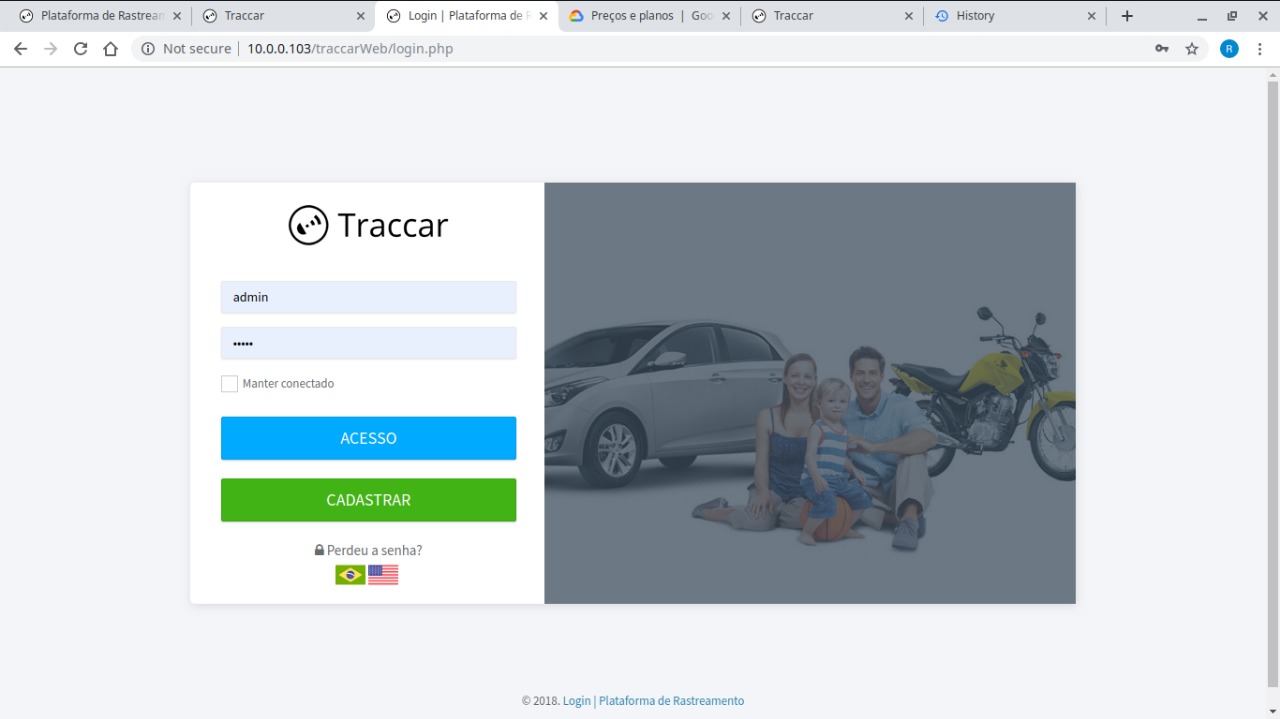 Plataforma de Rastrean
Traccar
Login | Plataforma de R
Preços e planos | Goo
Traccar
History
Not secure | 10.0.0.103/traccarWeb/login.php
R
Traccar
admin
•••••
Manter conectado
ACESSO
CADASTRAR
Perdeu a senha?
© 2018. Login | Plataforma de Rastreamento